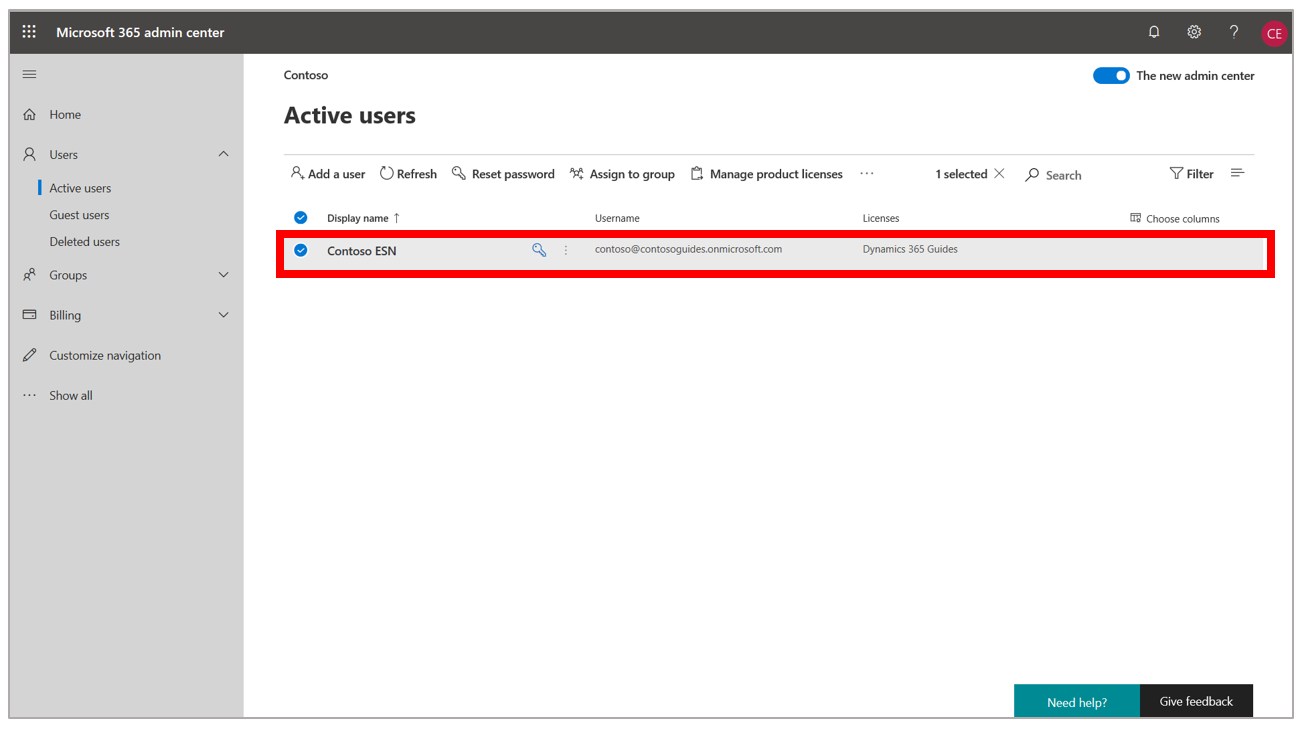 Microsoft 365 admin center
?
CE
Contoso
The new admin center
Home
Active users
Users
Add a user
Refresh
Reset password
Assign to group
Manage product licenses
...
1 selected
Search
Filter
Active users
Guest users
Deleted users
Display name ↑
Username
Licenses
Choose columns
Contoso ESN
contoso@contosoguides.onmicrosoft.com
Dynamics 365 Guides
Groups
Billing
Customize navigation
... Show all
Need help?
Give feedback